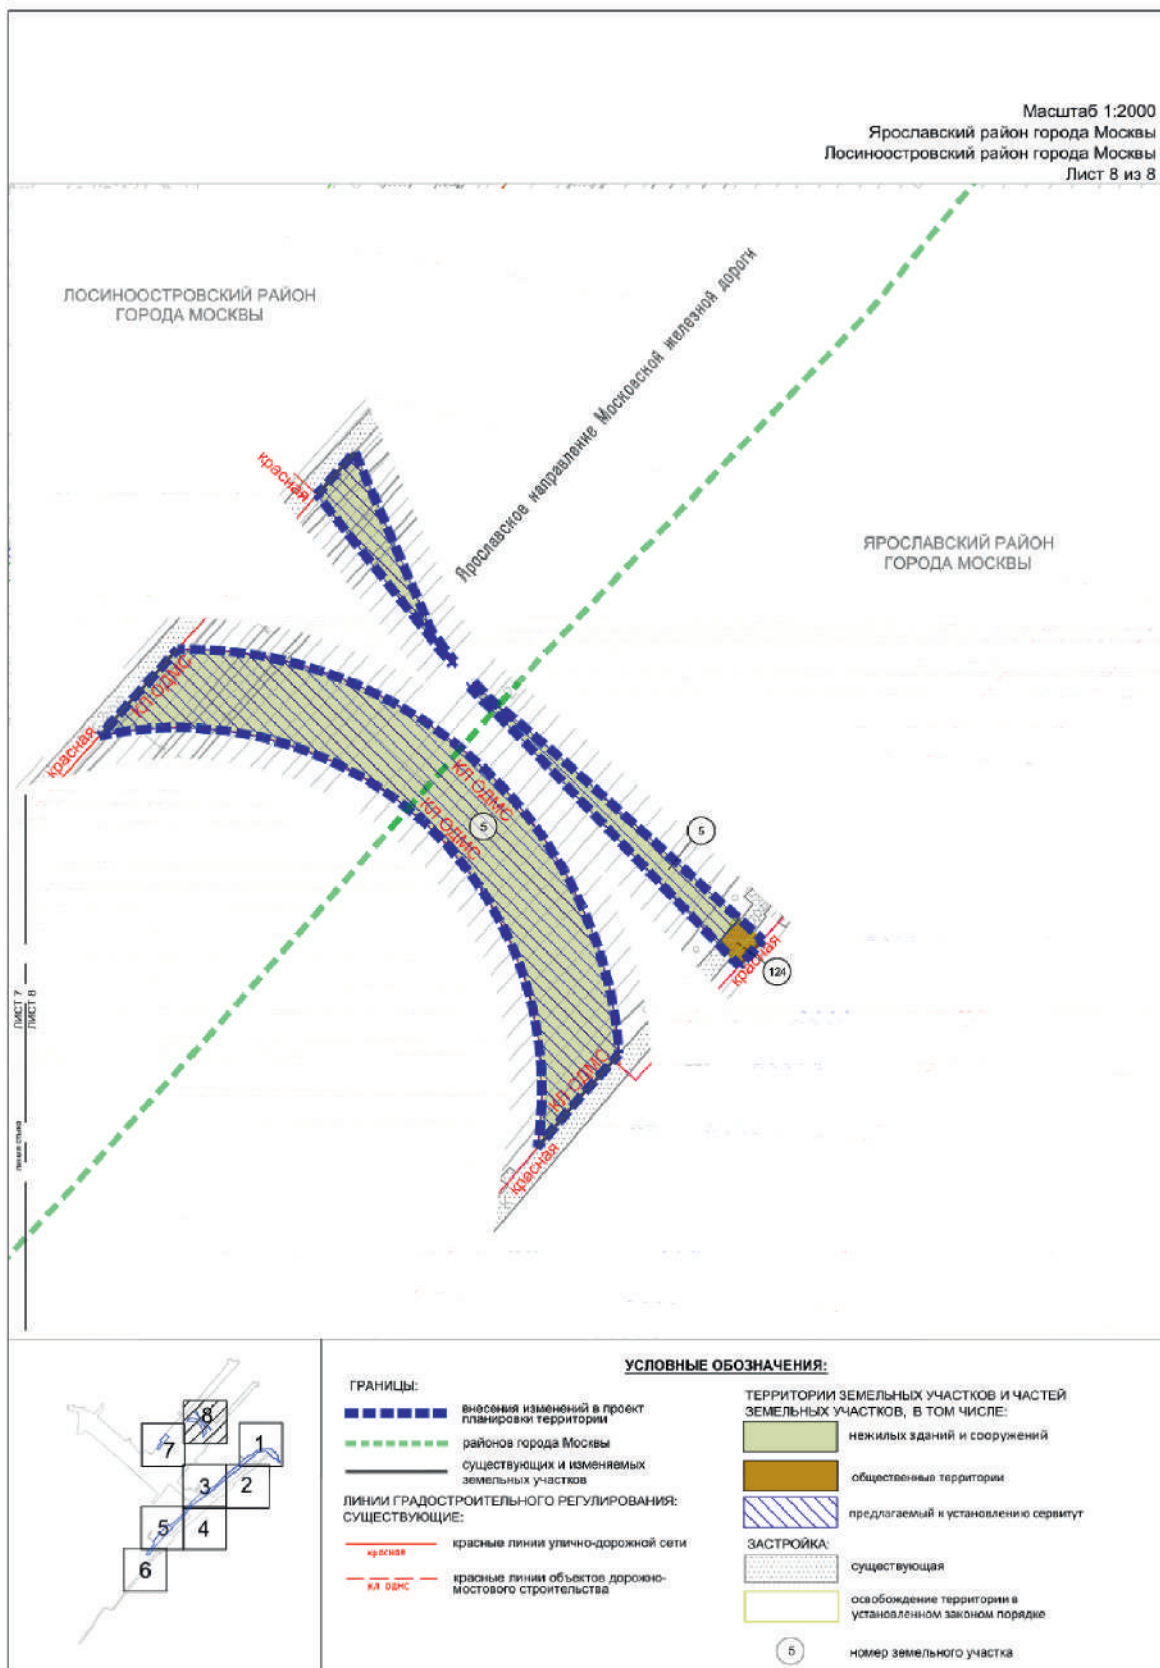 Масштаб 1:2000
Ярославский район города Москвы
Лосиноостровский район города Москвы
Лист 8 из 8
ЛОСИНООСТРОВСКИЙ РАЙОН
ГОРОДА МОСКВЫ
Ярославское направление Московской железной дороги
красная
ЯРОСЛАВСКИЙ РАЙОН
ГОРОДА МОСКВЫ
КЛ ОДМС
красная
КЛ ОДМС
КЛ ОДМС
5
5
красная
124
КЛ ОДМС
красная
ЛИСТ 7
ЛИСТ 8
линия стыка
УСЛОВНЫЕ ОБОЗНАЧЕНИЯ:
ГРАНИЦЫ:
внесения изменений в проект
планировки территории
районов города Москвы
существующих и изменяемых
земельных участков
ЛИНИИ ГРАДОСТРОИТЕЛЬНОГО РЕГУЛИРОВАНИЯ:
СУЩЕСТВУЮЩИЕ:
красная
красные линии улично-дорожной сети
КЛ ОДМС
красные линии объектов дорожно-
мостового строительства
ТЕРРИТОРИИ ЗЕМЕЛЬНЫХ УЧАСТКОВ И ЧАСТЕЙ
ЗЕМЕЛЬНЫХ УЧАСТКОВ, В ТОМ ЧИСЛЕ:
нежилых зданий и сооружений
общественные территории
предлагаемый к установлению сервитут
ЗАСТРОЙКА:
существующая
освобождение территории в
установленном законом порядке
5
номер земельного участка
8
7
1
3
2
5
4
6